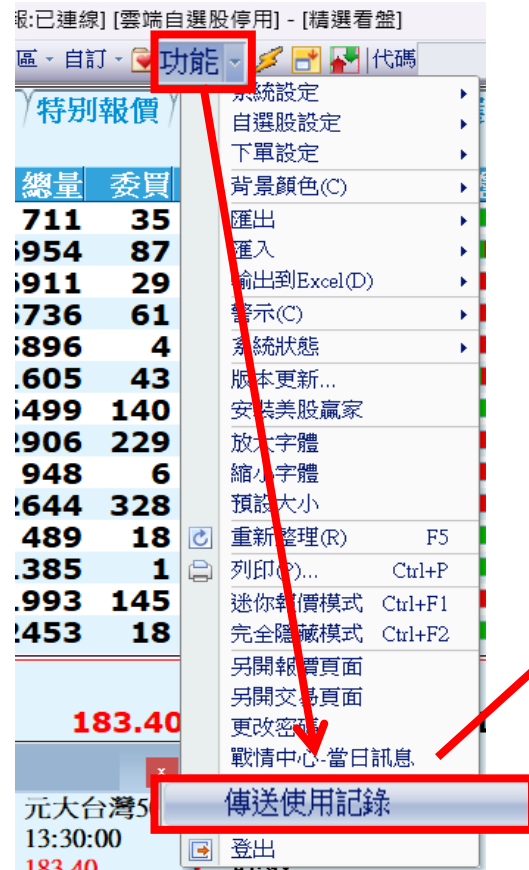 報:已連線] [雲端自選股停用] - [精選看盤]
區 自訂 功能 代碼
特別報價
系統設定
自選股設定
下單設定
背景顏色(C)
匯出
匯入
輸出到Excel(D)
警示(C)
系統狀態
版本更新...
安裝美股贏家
放大字體
縮小字體
預設大小
重新整理(R) F5
列印(P)... Ctrl+P
迷你報價模式 Ctrl+F1
完全隱藏模式 Ctrl+F2
另開報價頁面
另開交易頁面
更改密碼
戰情中心-當日訊息
傳送使用記錄
登出
總量 委買
711 35
6954 87
6911 29
5736 61
5896 4
1605 43
5499 140
2906 229
948 6
2644 328
489 18
1385 1
1993 145
2453 18
183.40
元大台灣5
13:30:00
183.40